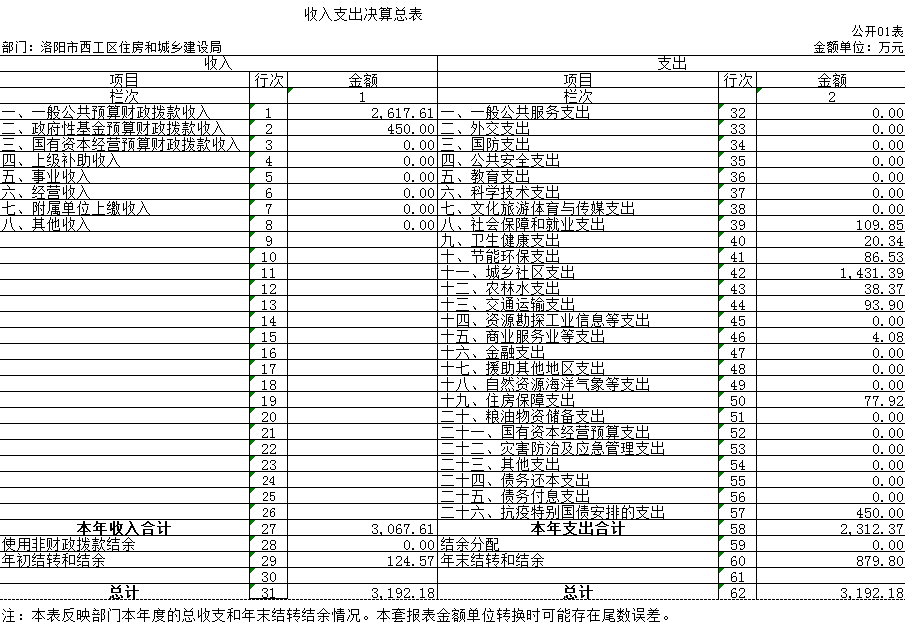 收入支出决算总表
公开01表
部门：洛阳市西工区住房和城乡建设局 金额单位：万元
收入 支出
项目 行次 金额 项目 行次 金额
栏次 1 栏次 2
一、一般公共预算财政拨款收入 1 2,617.61 一、一般公共服务支出 32 0.00
二、政府性基金预算财政拨款收入 2 450.00 二、外交支出 33 0.00
三、国有资本经营预算财政拨款收入 3 0.00 三、国防支出 34 0.00
四、上级补助收入 4 0.00 四、公共安全支出 35 0.00
五、事业收入 5 0.00 五、教育支出 36 0.00
六、经营收入 6 0.00 六、科学技术支出 37 0.00
七、附属单位上缴收入 7 0.00 七、文化旅游体育与传媒支出 38 0.00
八、其他收入 8 0.00 八、社会保障和就业支出 39 109.85
9 九、卫生健康支出 40 20.34
10 十、节能环保支出 41 86.53
11 十一、城乡社区支出 42 1,431.39
12 十二、农林水支出 43 38.37
13 十三、交通运输支出 44 93.90
14 十四、资源勘探工业信息等支出 45 0.00
15 十五、商业服务业等支出 46 4.08
16 十六、金融支出 47 0.00
17 十七、援助其他地区支出 48 0.00
18 十八、自然资源海洋气象等支出 49 0.00
19 十九、住房保障支出 50 77.92
20 二十、粮油物资储备支出 51 0.00
21 二十一、国有资本经营预算支出 52 0.00
22 二十二、灾害防治及应急管理支出 53 0.00
23 二十三、其他支出 54 0.00
24 二十四、债务还本支出 55 0.00
25 二十五、债务付息支出 56 0.00
26 二十六、抗疫特别国债安排的支出 57 450.00
本年收入合计 27 3,067.61 本年支出合计 58 2,312.37
使用非财政拨款结余 28 0.00 结余分配 59 0.00
年初结转和结余 29 124.57 年末结转和结余 60 879.80
30 61
总计 31 3,192.18 总计 62 3,192.18
注：本表反映部门本年度的总收支和年末结转结余情况。本套报表金额单位转换时可能存在尾数误差。